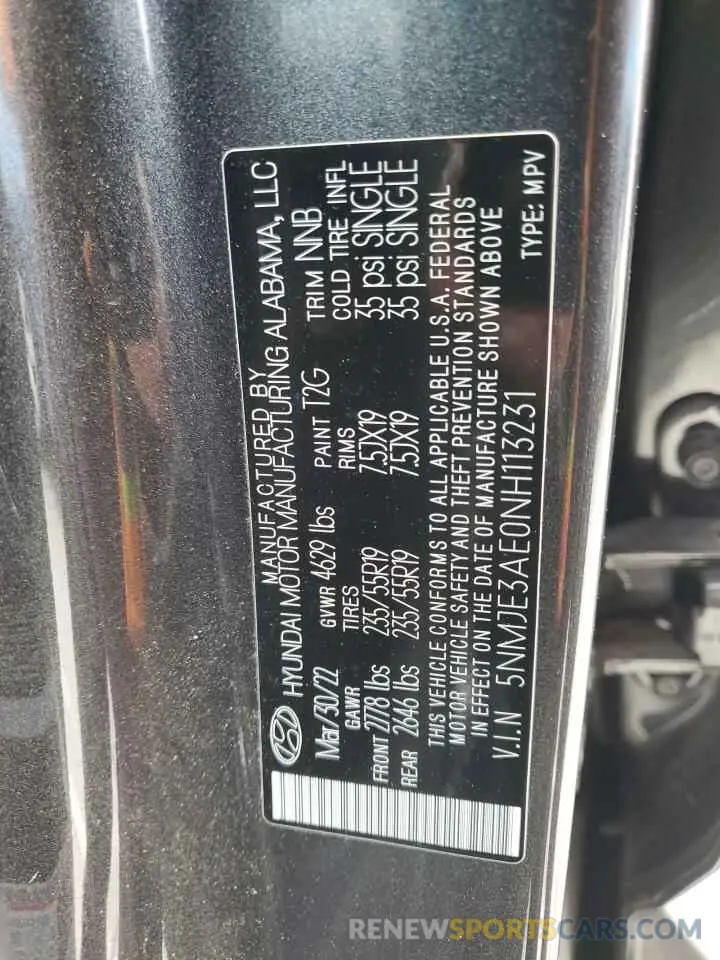 MANUFACTURED BY
HYUNDAI MOTOR MANUFACTURING ALABAMA, LLC
Mar/30/22 GVWR 4629 lbs PAINT T2G TRIM NNB
GAWR TIRES RIMS COLD TIRE INFL
FRONT 2778 lbs 235/55R19 7.5JX19 35 psi SINGLE
REAR 2646 lbs 235/55R19 7.5JX19 35 psi SINGLE
THIS VEHICLE CONFORMS TO ALL APPLICABLE U.S.A. FEDERAL
MOTOR VEHICLE SAFETY AND THEFT PREVENTION STANDARDS
IN EFFECT ON THE DATE OF MANUFACTURE SHOWN ABOVE
V.I.N 5NMJE3AE0NH113231 TYPE: MPV
RENEWSPORTSCARS.COM